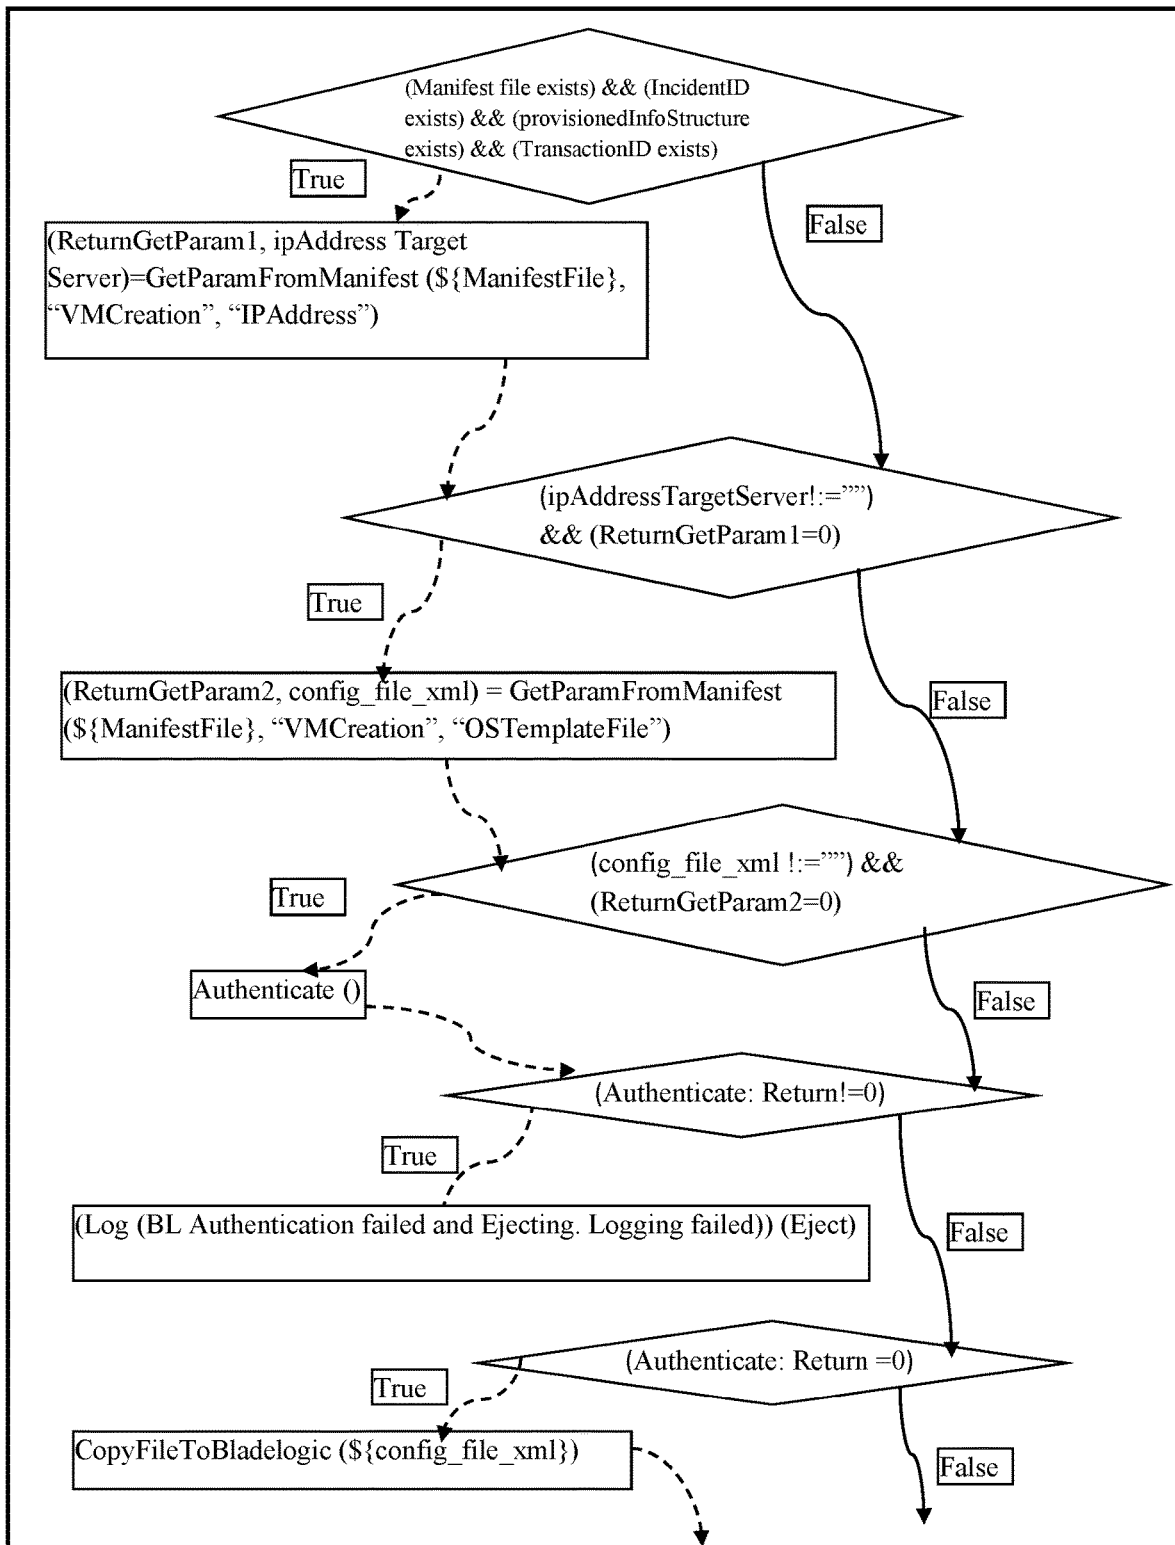 (Manifest file exists) && (IncidentID
exists) && (provisionedInfoStructure
exists) && (TransactionID exists)
True
False
(ReturnGetParam1, ipAddress Target
Server)=GetParamFromManifest (${ManifestFile},
“VMCreation”, “IPAddress”)
(ipAddressTargetServer!:=””)
&& (ReturnGetParam1=0)
True
False
(ReturnGetParam2, config_file_xml) = GetParamFromManifest
(${ManifestFile}, “VMCreation”, “OSTemplateFile”)
(config_file_xml !:=””) &&
(ReturnGetParam2=0)
True
False
Authenticate ()
(Authenticate: Return!=0)
True
False
(Log (BL Authentication failed and Ejecting. Logging failed)) (Eject)
(Authenticate: Return =0)
True
False
CopyFileToBladelogic (${config_file_xml})